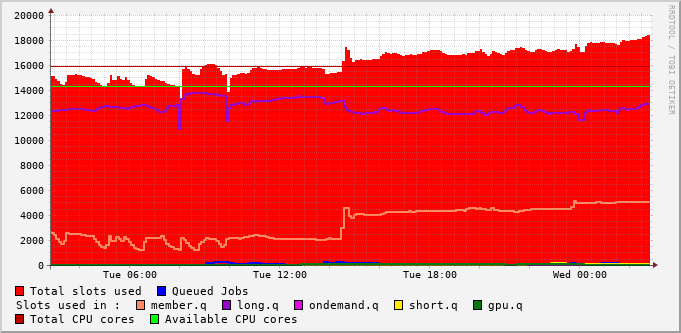 20000
18000
16000
14000
12000
10000
8000
6000
4000
2000
0
Tue 06:00 Tue 12:00 Tue 18:00 Wed 00:00
Total slots used Queued Jobs
Slots used in : member.q long.q ondemand.q short.q gpu.q
Total CPU cores Available CPU cores
RRDTOOL / TOBI OETIKER